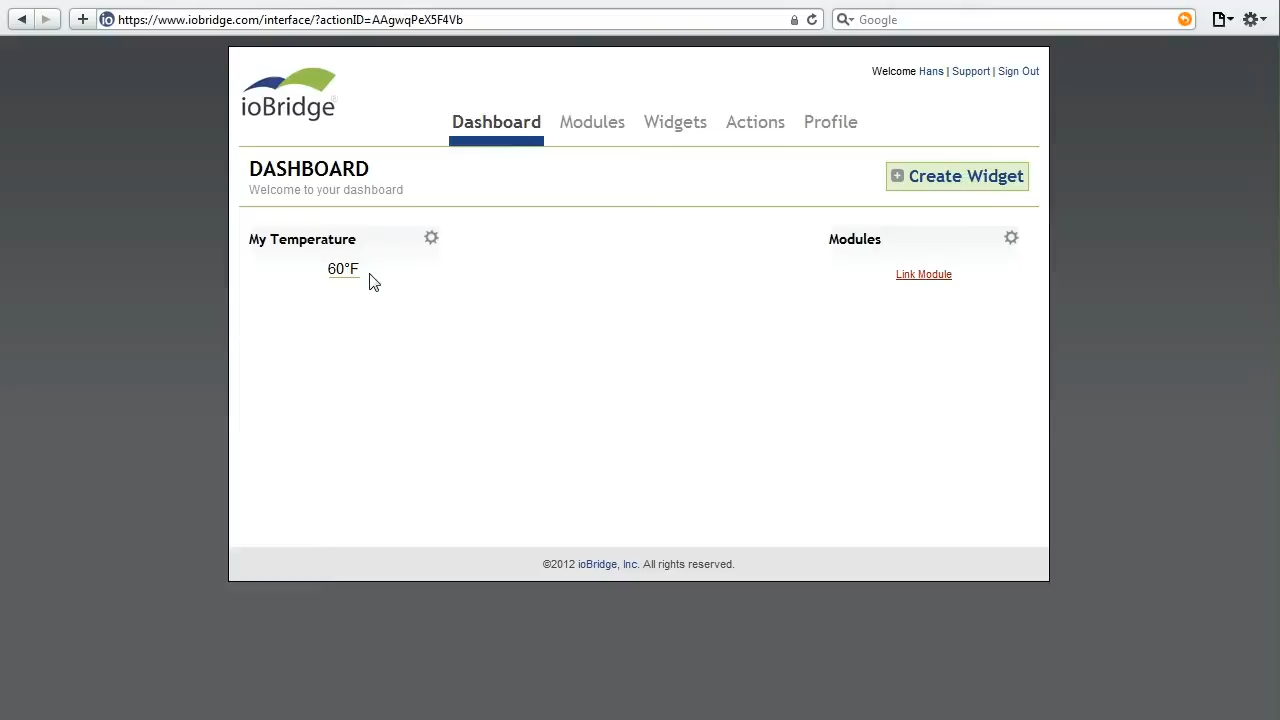 https://www.iobridge.com/interface/?actionID=AAgwqPeX5F4Vb
Google
ioBridge®
Welcome Hans | Support | Sign Out
Dashboard Modules Widgets Actions Profile
DASHBOARD
Welcome to your dashboard
Create Widget
My Temperature
60°F
Modules
Link Module
©2012 ioBridge, Inc. All rights reserved.